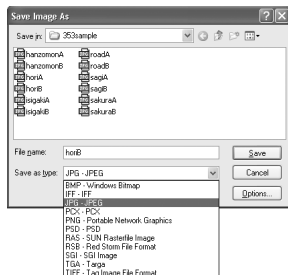 Save Image As
Save in: 353sample
hanzomonA
hanzomonB
horiA
horiB
isigakiA
isigakiB
roadA
roadB
sagiA
sagiB
sakuraA
sakuraB
File name: horiB Save
Save as type: JPG - JPEG Cancel
Options...
BMP - Windows Bitmap
IFF - IFF
JPG - JPEG
PCX - PCX
PNG - Portable Network Graphics
PSD - PSD
RAS - SUN Rasterfile Image
RSB - Red Storm File Format
SGI - SGI Image
TGA - Targa
TIFF - Tag Image File Format